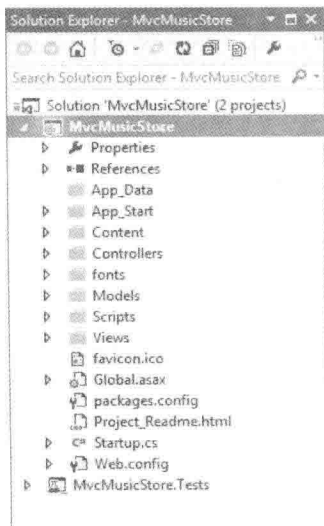 Solution Explorer - MvcMusicStore
Search Solution Explorer - MvcMusicStore
Solution 'MvcMusicStore' (2 projects)
MvcMusicStore
Properties
References
App_Data
App_Start
Content
Controllers
fonts
Models
Scripts
Views
favicon.ico
Global.asax
packages.config
Project_Readme.html
Startup.cs
Web.config
MvcMusicStore.Tests